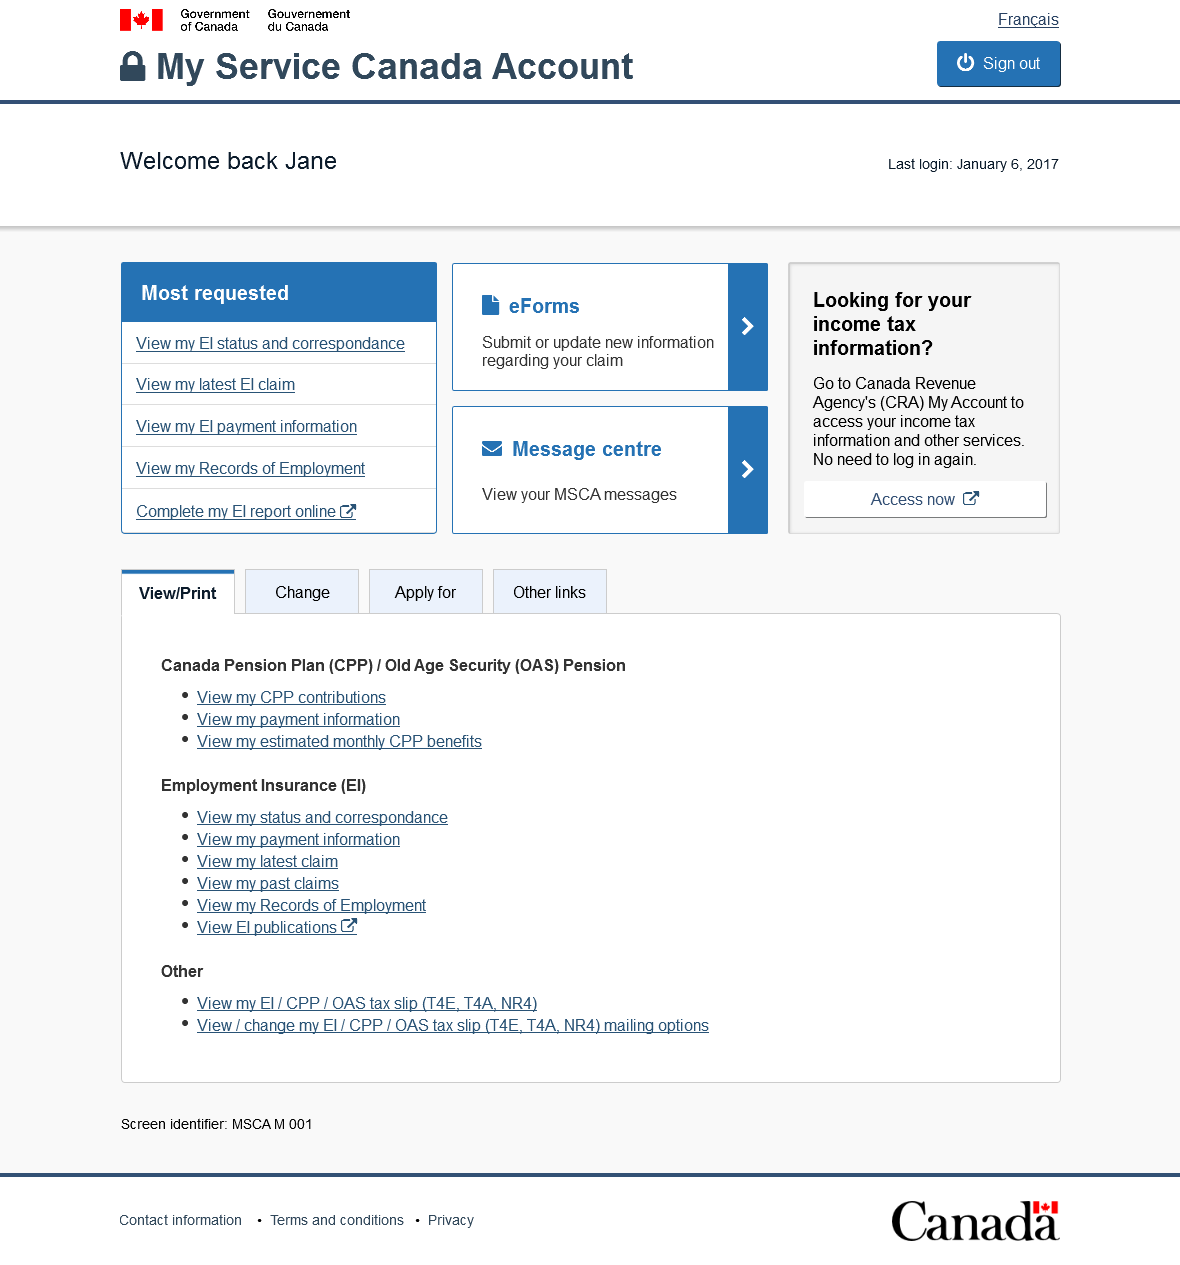 Government of Canada
Gouvernement du Canada
Français
My Service Canada Account
Sign out
Welcome back Jane
Last login: January 6, 2017
Most requested
View my EI status and correspondance
View my latest EI claim
View my EI payment information
View my Records of Employment
Complete my EI report online
eForms
Submit or update new information
regarding your claim
Message centre
View your MSCA messages
Looking for your
income tax
information?
Go to Canada Revenue
Agency's (CRA) My Account to
access your income tax
information and other services.
No need to log in again.
Access now
View/Print
Change
Apply for
Other links
Canada Pension Plan (CPP) / Old Age Security (OAS) Pension
View my CPP contributions
View my payment information
View my estimated monthly CPP benefits
Employment Insurance (EI)
View my status and correspondance
View my payment information
View my latest claim
View my past claims
View my Records of Employment
View EI publications
Other
View my EI / CPP / OAS tax slip (T4E, T4A, NR4)
View / change my EI / CPP / OAS tax slip (T4E, T4A, NR4) mailing options
Screen identifier: MSCA M 001
Contact information • Terms and conditions • Privacy
Canada